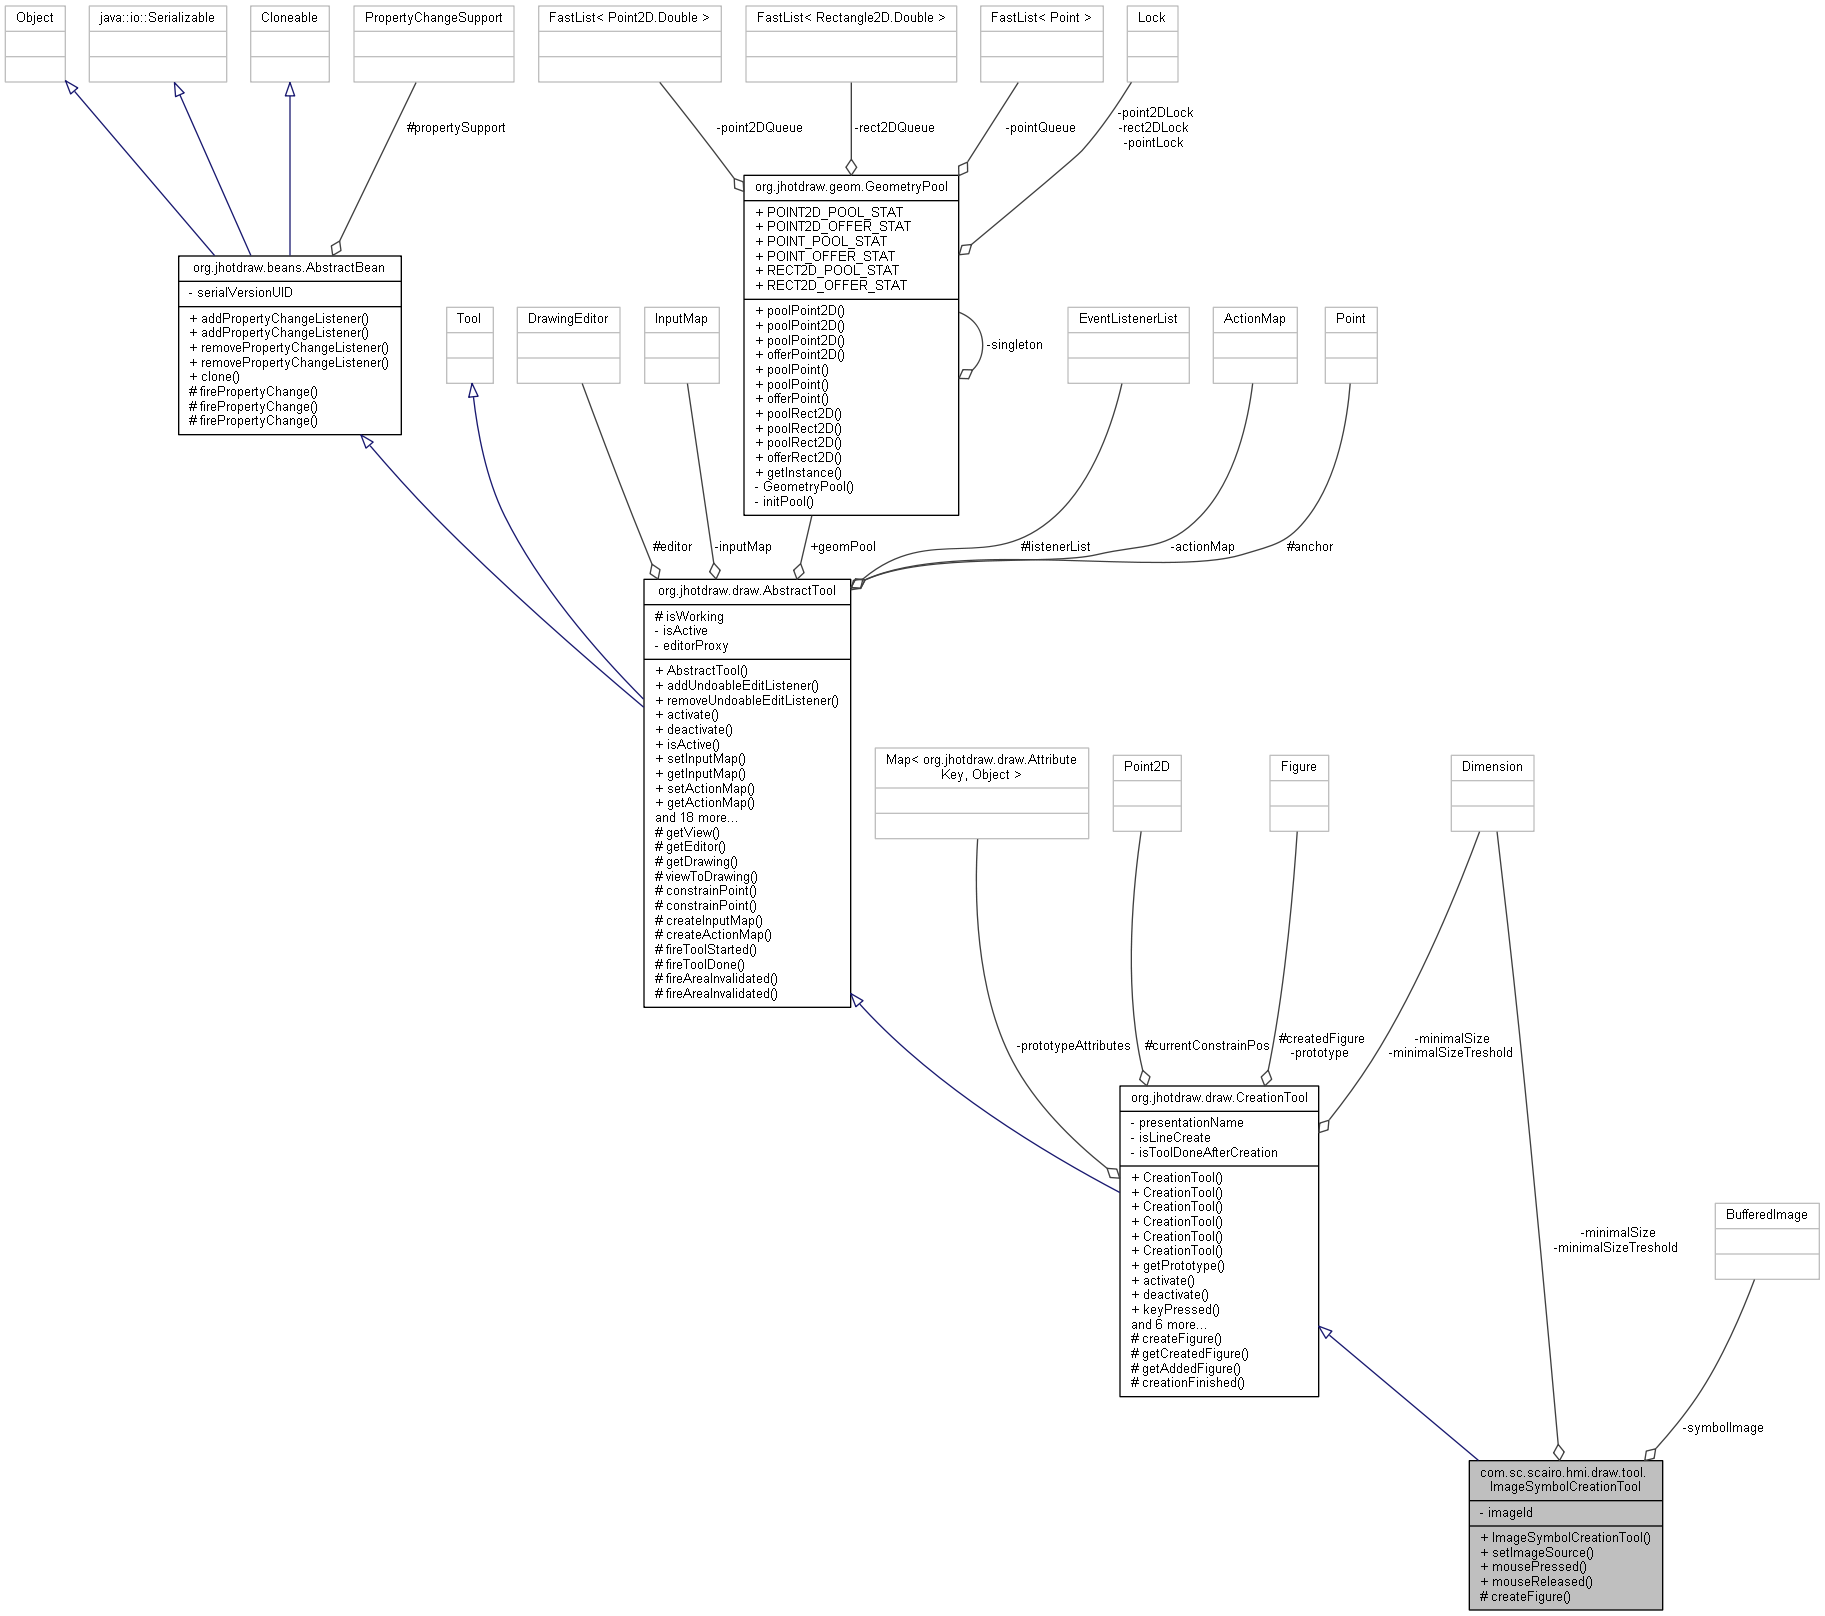 Object
java::io::Serializable
Cloneable
PropertyChangeSupport
FastList< Point2D.Double >
FastList< Rectangle2D.Double >
FastList< Point >
Lock
#propertySupport
-point2DQueue
-rect2DQueue
-pointQueue
-point2DLock
-rect2DLock
-pointLock
org.jhotdraw.geom.GeometryPool
+ POINT2D_POOL_STAT
+ POINT2D_OFFER_STAT
+ POINT_POOL_STAT
+ POINT_OFFER_STAT
+ RECT2D_POOL_STAT
+ RECT2D_OFFER_STAT
+ poolPoint2D()
+ poolPoint2D()
+ poolPoint2D()
+ offerPoint2D()
+ poolPoint()
+ poolPoint()
+ offerPoint()
+ poolRect2D()
+ poolRect2D()
+ poolRect2D()
+ offerRect2D()
+ getInstance()
- GeometryPool()
- initPool()
-singleton
org.jhotdraw.beans.AbstractBean
- serialVersionUID
+ addPropertyChangeListener()
+ addPropertyChangeListener()
+ removePropertyChangeListener()
+ removePropertyChangeListener()
+ clone()
# firePropertyChange()
# firePropertyChange()
# firePropertyChange()
Tool
DrawingEditor
InputMap
EventListenerList
ActionMap
Point
#editor
-inputMap
+geomPool
#listenerList
-actionMap
#anchor
org.jhotdraw.draw.AbstractTool
# isWorking
- isActive
- editorProxy
+ AbstractTool()
+ addUndoableEditListener()
+ removeUndoableEditListener()
+ activate()
+ deactivate()
+ isActive()
+ setInputMap()
+ getInputMap()
+ setActionMap()
+ getActionMap()
and 18 more...
# getView()
# getEditor()
# getDrawing()
# viewToDrawing()
# constrainPoint()
# constrainPoint()
# createInputMap()
# createActionMap()
# fireToolStarted()
# fireToolDone()
# fireAreaInvalidated()
# fireAreaInvalidated()
Map< org.jhotdraw.draw.Attribute
Key, Object >
Point2D
Figure
Dimension
-prototypeAttributes
#currentConstrainPos
#createdFigure
-prototype
-minimalSize
-minimalSizeTreshold
org.jhotdraw.draw.CreationTool
- presentationName
- isLineCreate
- isToolDoneAfterCreation
+ CreationTool()
+ CreationTool()
+ CreationTool()
+ CreationTool()
+ CreationTool()
+ CreationTool()
+ getPrototype()
+ activate()
+ deactivate()
+ keyPressed()
and 6 more...
# createFigure()
# getCreatedFigure()
# getAddedFigure()
# creationFinished()
-minimalSize
-minimalSizeTreshold
BufferedImage
-symbolImage
com.sc.scairo.hmi.draw.tool.
ImageSymbolCreationTool
- imageId
+ ImageSymbolCreationTool()
+ setImageSource()
+ mousePressed()
+ mouseReleased()
# createFigure()